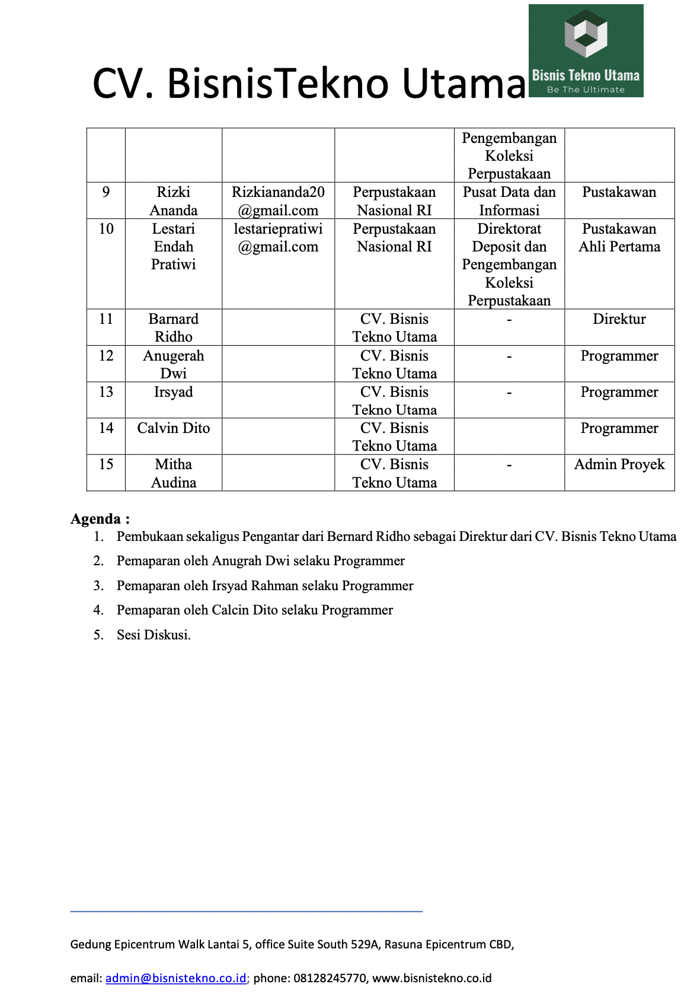 CV. BisnisTekno Utama
Bisnis Tekno Utama
Be The Ultimate
Pengembangan
Koleksi
Perpustakaan
9 Rizki Rizkiananda20 Perpustakaan Pusat Data dan Pustakawan
Ananda @gmail.com Nasional RI Informasi
10 Lestari lestariepratiwi Perpustakaan Direktorat Pustakawan
Endah @gmail.com Nasional RI Deposit dan Ahli Pertama
Pratiwi Pengembangan
Koleksi
Perpustakaan
11 Barnard CV. Bisnis - Direktur
Ridho Tekno Utama
12 Anugerah CV. Bisnis - Programmer
Dwi Tekno Utama
13 Irsyad CV. Bisnis - Programmer
Tekno Utama
14 Calvin Dito CV. Bisnis Programmer
Tekno Utama
15 Mitha CV. Bisnis - Admin Proyek
Audina Tekno Utama
Agenda :
1. Pembukaan sekaligus Pengantar dari Bernard Ridho sebagai Direktur dari CV. Bisnis Tekno Utama
2. Pemaparan oleh Anugrah Dwi selaku Programmer
3. Pemaparan oleh Irsyad Rahman selaku Programmer
4. Pemaparan oleh Calcin Dito selaku Programmer
5. Sesi Diskusi.
Gedung Epicentrum Walk Lantai 5, office Suite South 529A, Rasuna Epicentrum CBD,
email: admin@bisnistekno.co.id; phone: 08128245770, www.bisnistekno.co.id